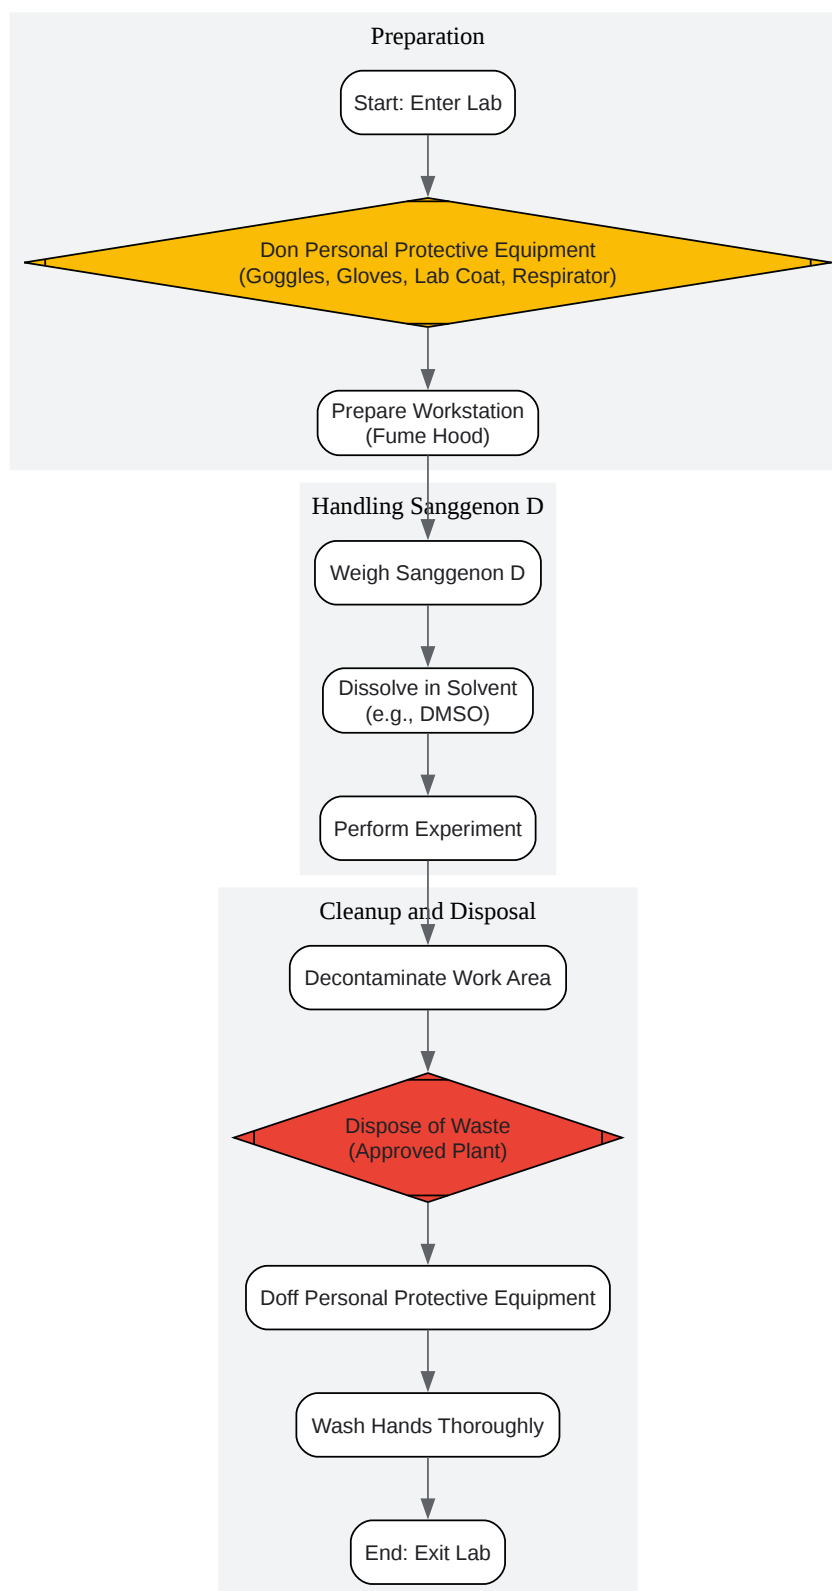 Preparation
Start: Enter Lab
Don Personal Protective Equipment
(Goggles, Gloves, Lab Coat, Respirator)
Prepare Workstation
(Fume Hood)
Handling Sanggenon D
Weigh Sanggenon D
Dissolve in Solvent
(e.g., DMSO)
Perform Experiment
Cleanup and Disposal
Decontaminate Work Area
Dispose of Waste
(Approved Plant)
Doff Personal Protective Equipment
Wash Hands Thoroughly
End: Exit Lab